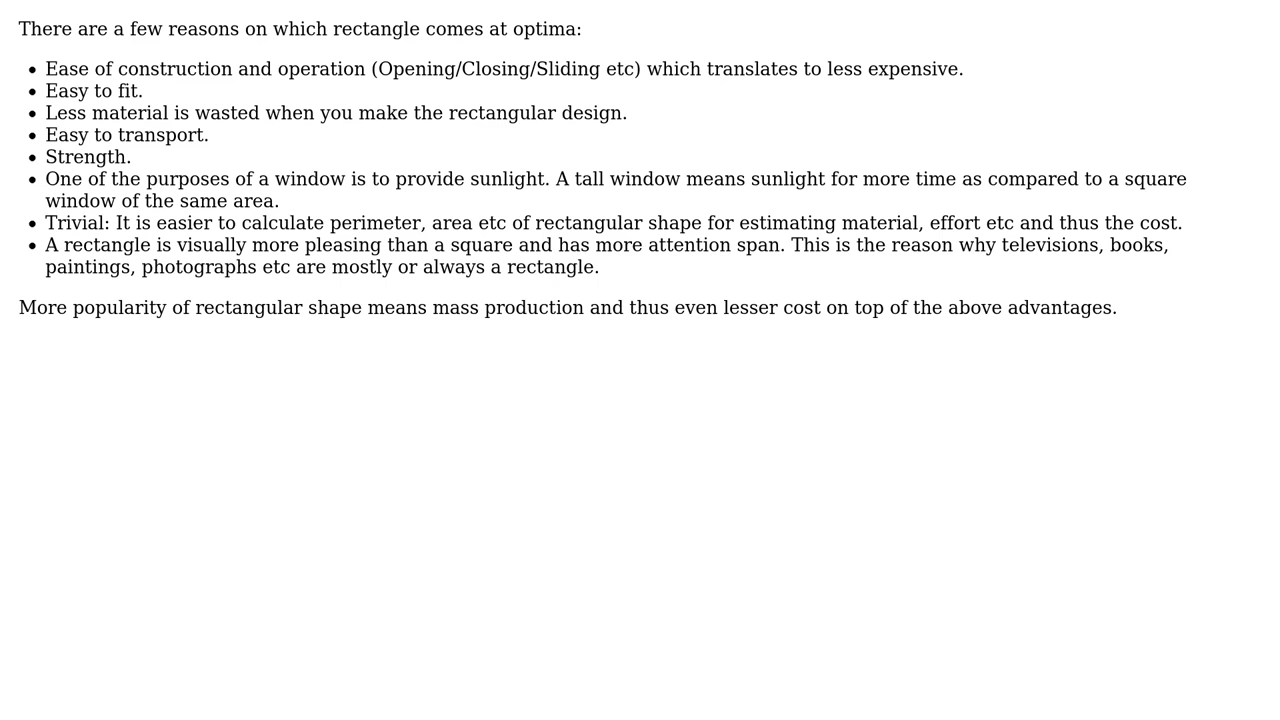 There are a few reasons on which rectangle comes at optima:
• Ease of construction and operation (Opening/Closing/Sliding etc) which translates to less expensive.
• Easy to fit.
• Less material is wasted when you make the rectangular design.
• Easy to transport.
• Strength.
• One of the purposes of a window is to provide sunlight. A tall window means sunlight for more time as compared to a square
window of the same area.
• Trivial: It is easier to calculate perimeter, area etc of rectangular shape for estimating material, effort etc and thus the cost.
• A rectangle is visually more pleasing than a square and has more attention span. This is the reason why televisions, books,
paintings, photographs etc are mostly or always a rectangle.
More popularity of rectangular shape means mass production and thus even lesser cost on top of the above advantages.